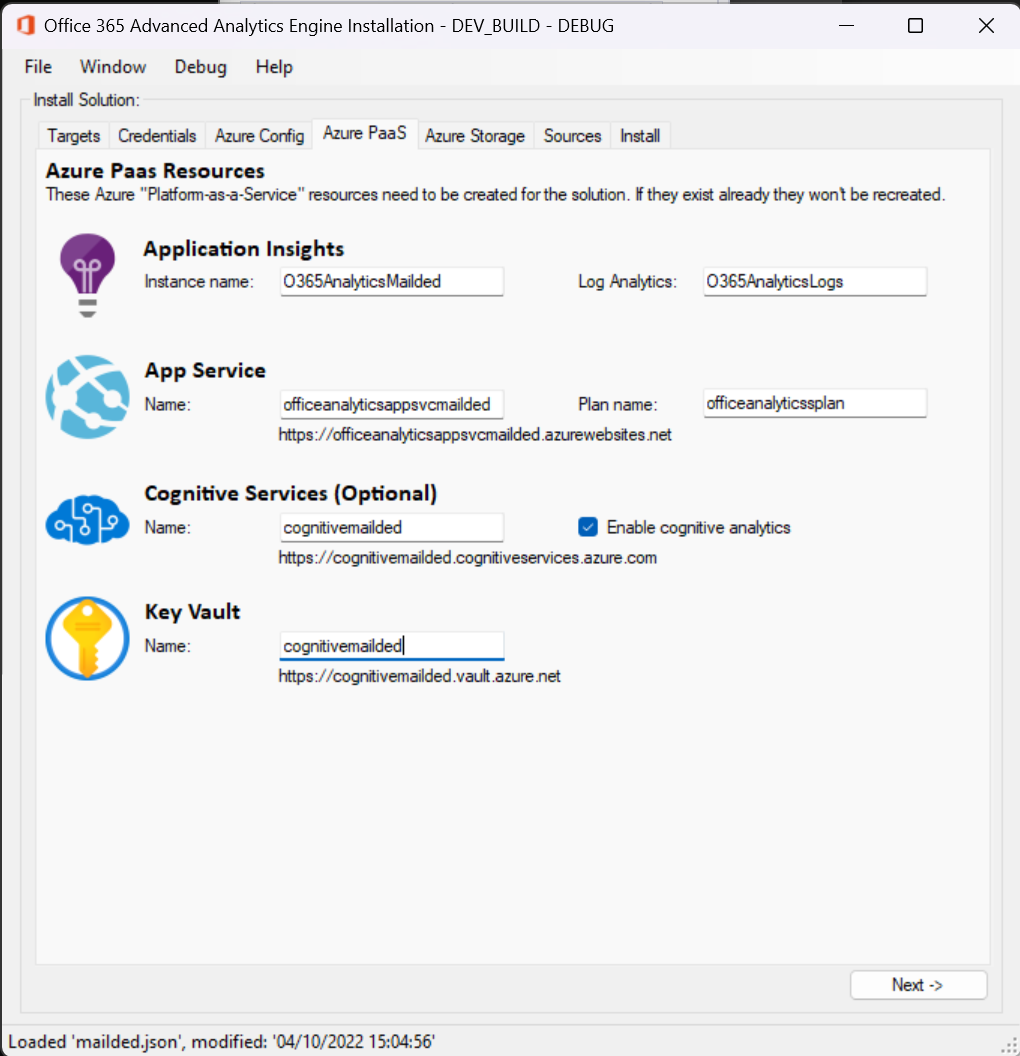 Office 365 Advanced Analytics Engine Installation - DEV_BUILD - DEBUG
File Window Debug Help
Install Solution:
Targets Credentials Azure Config Azure PaaS Azure Storage Sources Install
Azure Paas Resources
These Azure "Platform-as-a-Service" resources need to be created for the solution. If they exist already they won't be recreated.
Application Insights
Instance name: O365AnalyticsMailded Log Analytics: O365AnalyticsLogs
App Service
Name: officeanalyticsappsvcmailded Plan name: officeanalyticssplan
https://officeanalyticsappsvcmailded.azurewebsites.net
Cognitive Services (Optional)
Name: cognitivemailded Enable cognitive analytics
https://cognitivemailded.cognitiveservices.azure.com
Key Vault
Name: cognitivemailded
https://cognitivemailded.vault.azure.net
Next ->
Loaded 'mailded.json', modified: '04/10/2022 15:04:56'